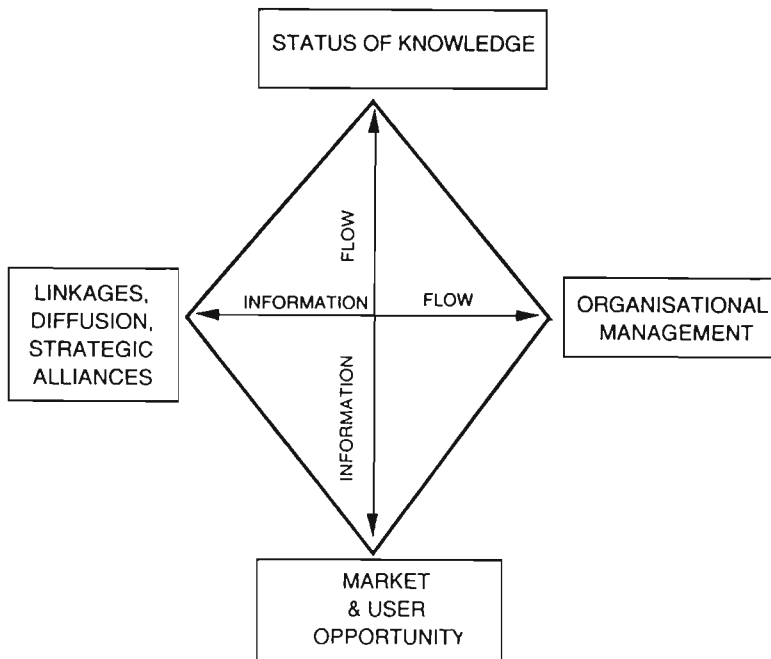 STATUS OF KNOWLEDGE
FLOW
LINKAGES,
DIFFUSION,
STRATEGIC
ALLIANCES
INFORMATION FLOW
ORGANISATIONAL
MANAGEMENT
INFORMATION
MARKET
& USER
OPPORTUNITY